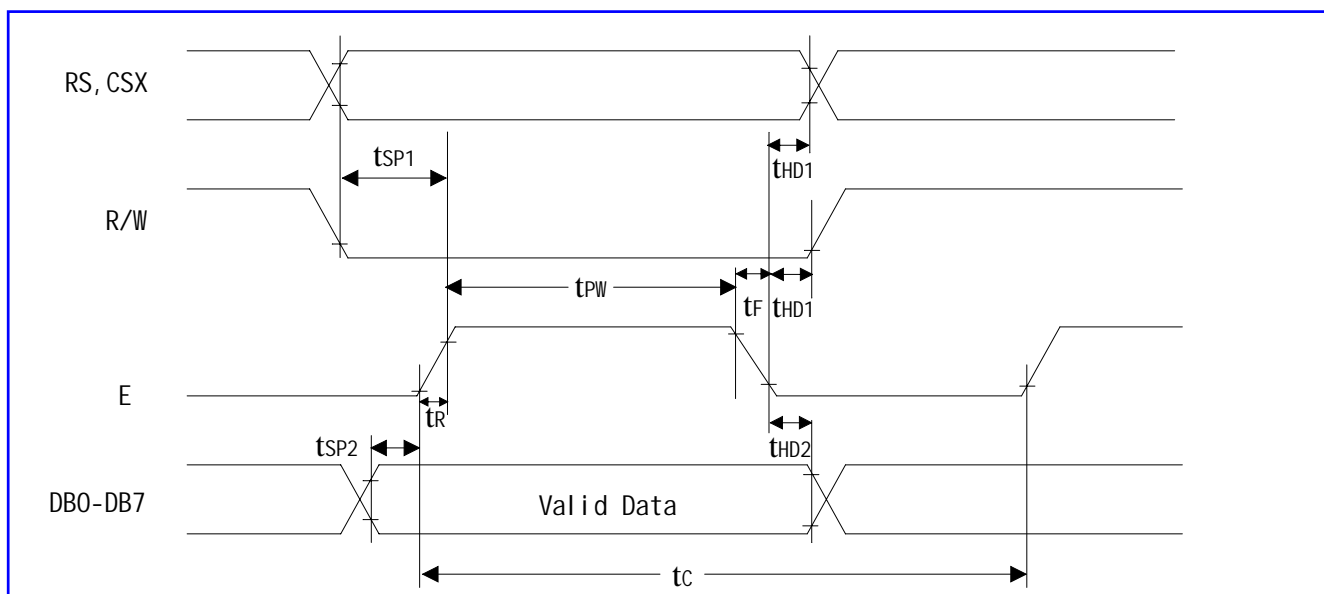 RS,CSX
tSP1
tHD1
R/W
tPW
tF
tHD1
E
tR
tSP2
tHD2
DB0-DB7
Valid Data
tC